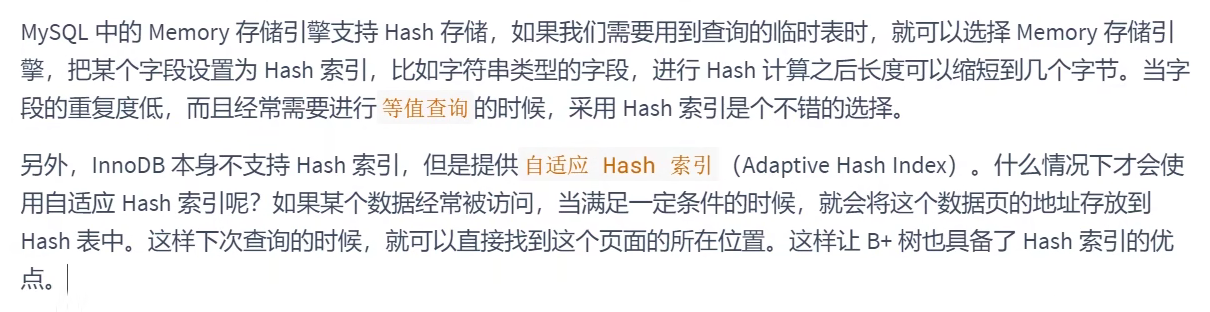 MySQL 中的 Memory 存储引擎支持 Hash 存储，如果我们需要用到查询的临时表时，就可以选择 Memory 存储引
擎，把某个字段设置为 Hash 索引，比如字符串类型的字段，进行 Hash 计算之后长度可以缩短到几个字节。当字
段的重复度低，而且经常需要进行 等值查询 的时候，采用 Hash 索引是个不错的选择。
另外，InnoDB 本身不支持 Hash 索引，但是提供 自适应 Hash 索引 （Adaptive Hash Index）。什么情况下才会使
用自适应 Hash 索引呢？如果某个数据经常被访问，当满足一定条件的时候，就会将这个数据页的地址存放到
Hash 表中。这样下次查询的时候，就可以直接找到这个页面的所在位置。这样让 B+ 树也具备了 Hash 索引的优
点。